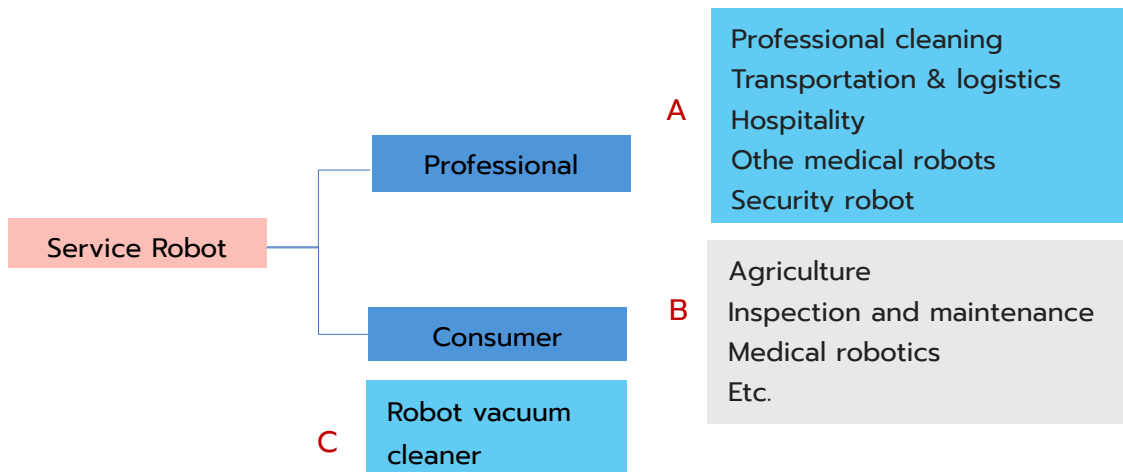 Service Robot
Professional
Consumer
A
Professional cleaning
Transportation & logistics
Hospitality
Othe medical robots
Security robot
B
Agriculture
Inspection and maintenance
Medical robotics
Etc.
C
Robot vacuum
cleaner